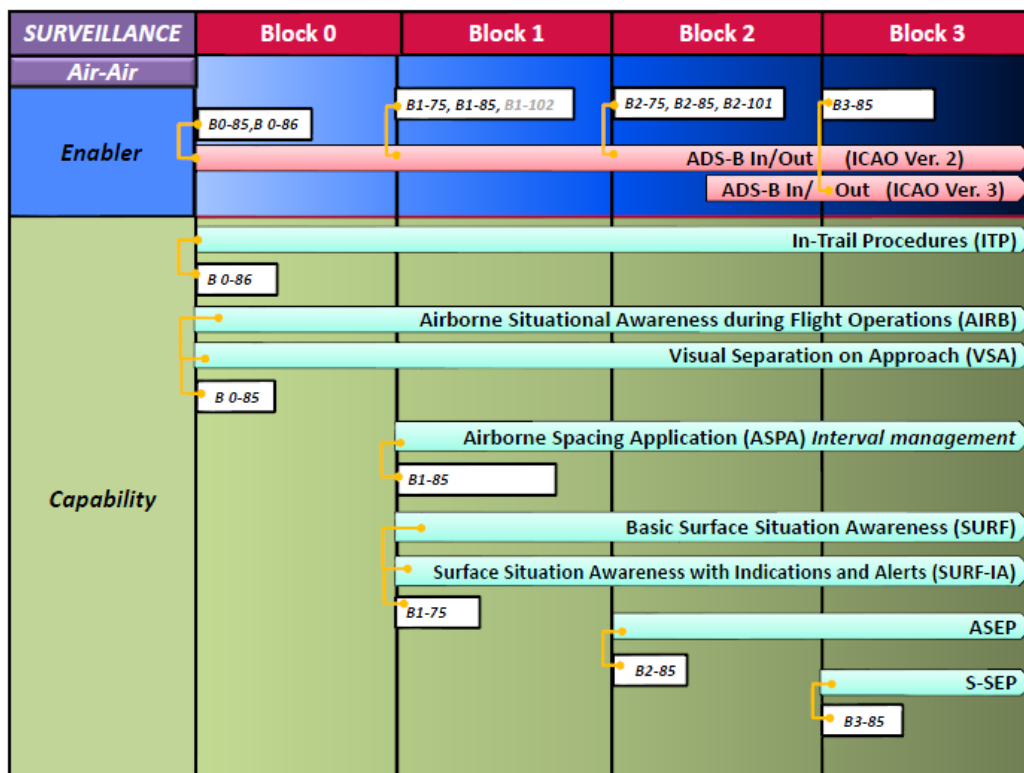 SURVEILLANCE Block 0 Block 1 Block 2 Block 3
Air-Air
Enabler
B0-85,B 0-86
B1-75, B1-85, B1-102
B2-75, B2-85, B2-101
B3-85
ADS-B In/Out (ICAO Ver. 2)
ADS-B In/ Out (ICAO Ver. 3)
Capability
In-Trail Procedures (ITP)
B 0-86
Airborne Situational Awareness during Flight Operations (AIRB)
Visual Separation on Approach (VSA)
B 0-85
Airborne Spacing Application (ASPA) Interval management
B1-85
Basic Surface Situation Awareness (SURF)
Surface Situation Awareness with Indications and Alerts (SURF-IA)
B1-75
ASEP
B2-85
S-SEP
B3-85